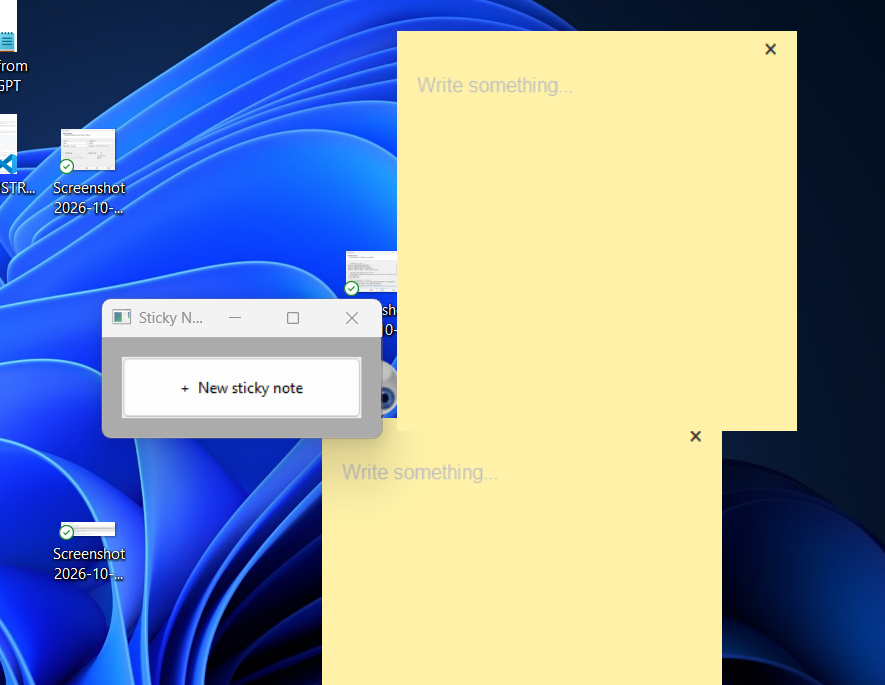 from
GPT
STR...
Screenshot
2026-10-...
Write something...
Sticky N...
+ New sticky note
Write something...
Screenshot
2026-10-...